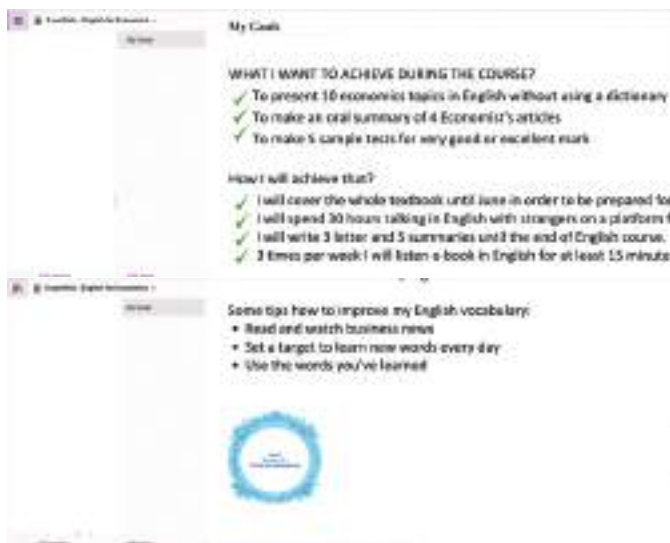 My Goals
WHAT I WANT TO ACHIEVE DURING THE COURSE?
To present 10 economics topics in English without using a dictionary
To make an oral summary of 4 Economist's articles
To make 5 sample tests for very good or excellent mark
How I will achieve that?
I will cover the whole textbook until June in order to be prepared
I will spend 30 hours talking in English with strangers on a platform
I will write 3 letter and 5 summaries until the end of English course.
3 times per week I will listen e-book in English for at least 15 minute
Some tips how to improve my English vocabulary:
• Read and watch business news
• Set a target to learn new words every day
• Use the words you've learned